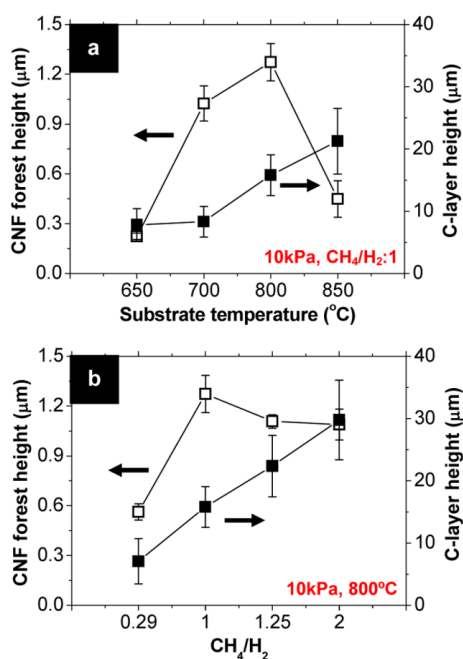 a
CNF forest height (μm)
1.5
1.2
0.9
0.6
0.3
0.0
40
30
20
10
0
C-layer height (μm)
10kPa, CH₄/H₂:1
650 700 800 850
Substrate temperature (°C)
b
CNF forest height (μm)
1.5
1.2
0.9
0.6
0.3
0.0
40
30
20
10
0
C-layer height (μm)
10kPa, 800ºC
0.29 1 1.25 2
CH₄/H₂